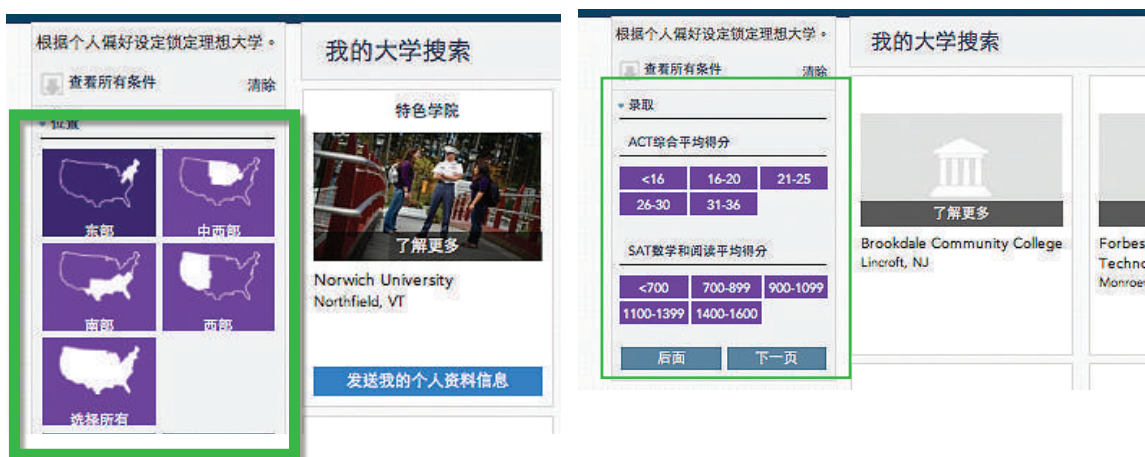 根据个人偏好设定锁定理想大学。
查看所有条件
清除
位置
东部
中西部
南部
西部
选择所有
我的大学搜索
特色学院
了解更多
Norwich University
Northfield, VT
发送我的个人资料信息
根据个人偏好设定锁定理想大学。
查看所有条件
清除
录取
ACT综合平均得分
<16 16-20 21-25
26-30 31-36
SAT数学和阅读平均得分
<700 700-899 900-1099
1100-1399 1400-1600
后面 下一页
我的大学搜索
了解更多
Brookdale Community College
Lincroft, NJ
Forbes